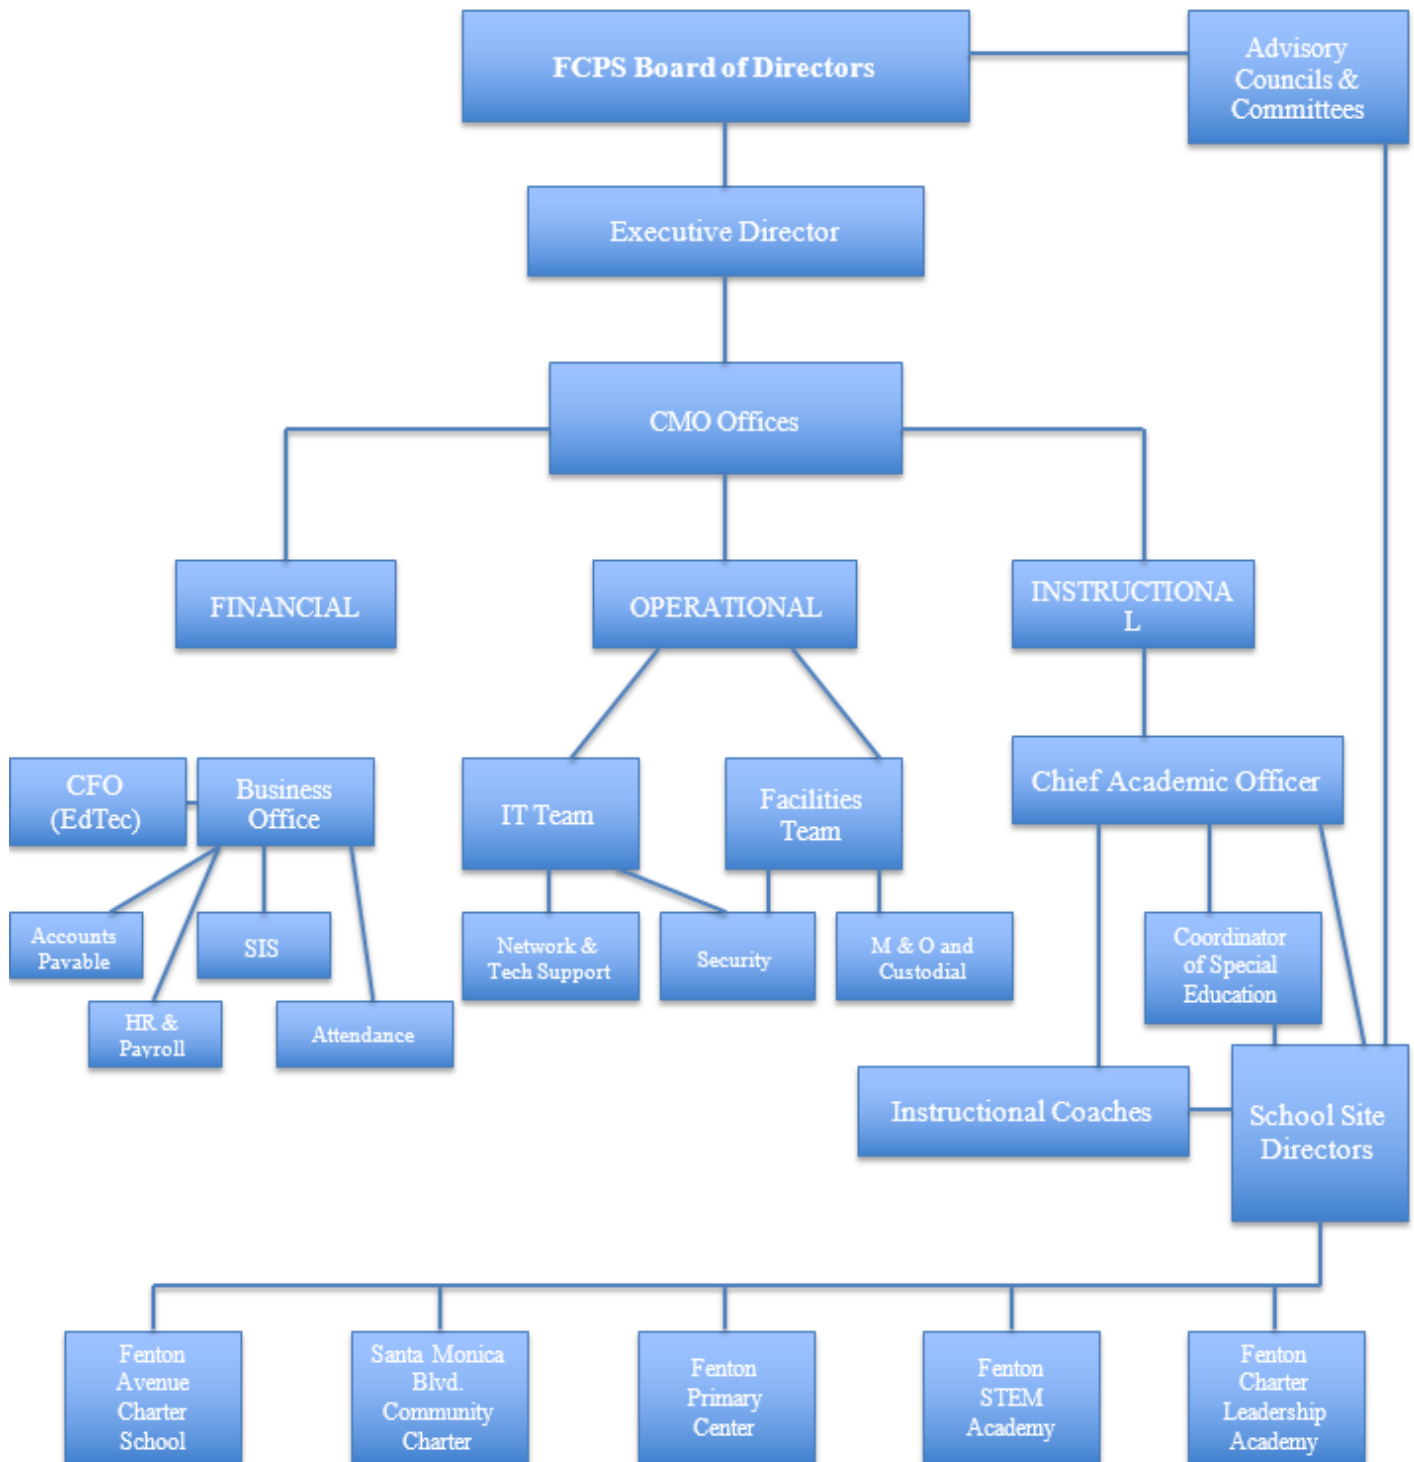 FCPS Board of Directors
Advisory
Councils &
Committees
Executive Director
CMO Offices
FINANCIAL
OPERATIONAL
INSTRUCTIONA
L
CFO
(EdTec)
Business
Office
IT Team
Facilities
Team
Chief Academic Officer
Accounts
Payable
SIS
Network &
Tech Support
Security
M & O and
Custodial
Coordinator
of Special
Education
HR &
Payroll
Attendance
Instructional Coaches
School Site
Directors
Fenton
Avenue
Charter
School
Santa Monica
Blvd.
Community
Charter
Fenton
Primary
Center
Fenton
STEM
Academy
Fenton
Charter
Leadership
Academy